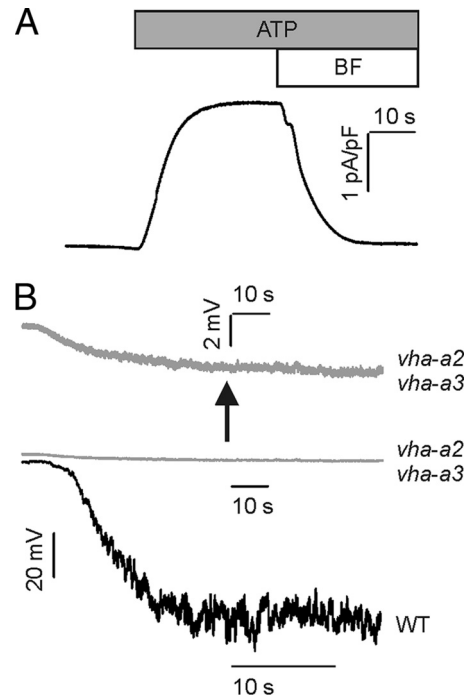 A
ATP
BF
10 s
1 pA/pF
B
10 s
2 mV
vha-a2
vha-a3
vha-a2
vha-a3
10 s
20 mV
WT
10 s